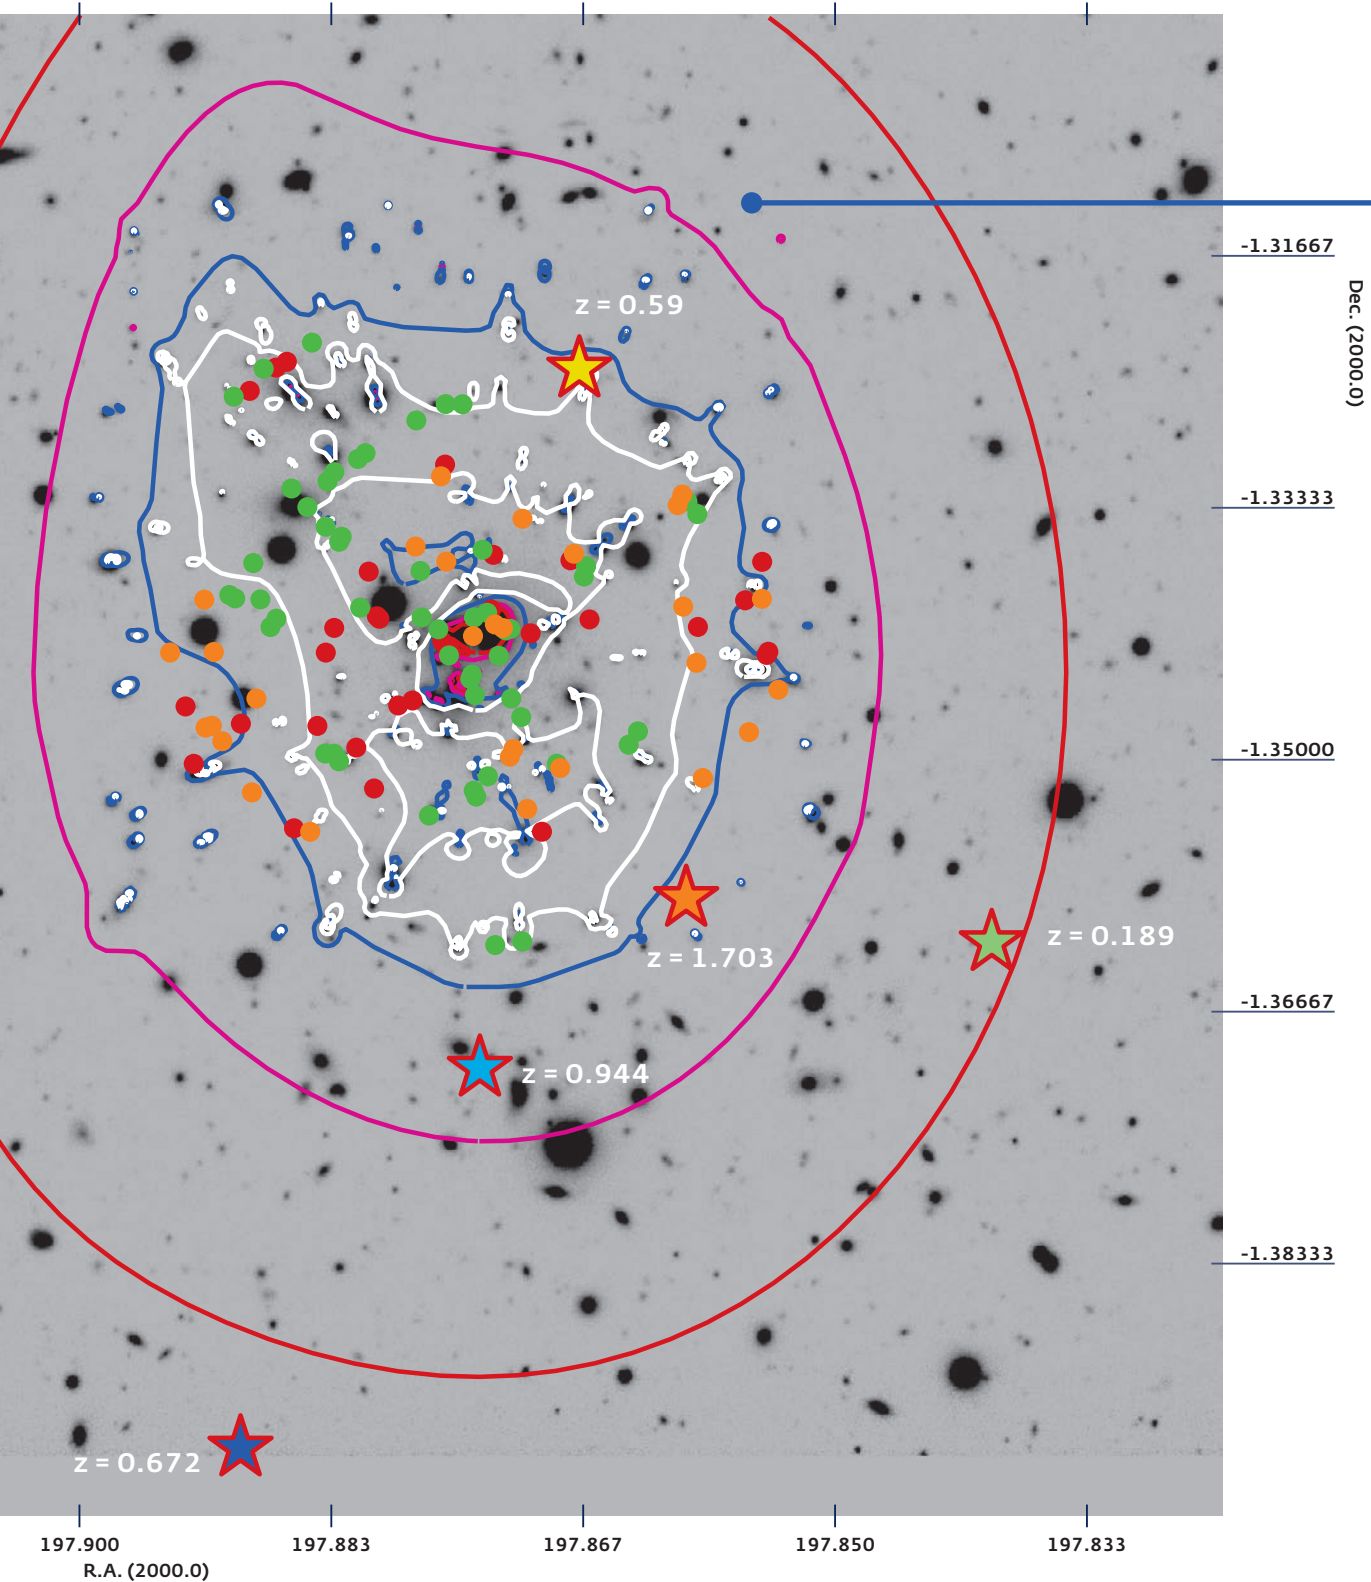 -1.31667
z = 0.59
Dec. (2000.0)
-1.33333
-1.35000
z = 0.189
z = 1.703
-1.36667
z = 0.944
-1.38333
z = 0.672
197.900 197.883 197.867 197.850 197.833
R.A. (2000.0)